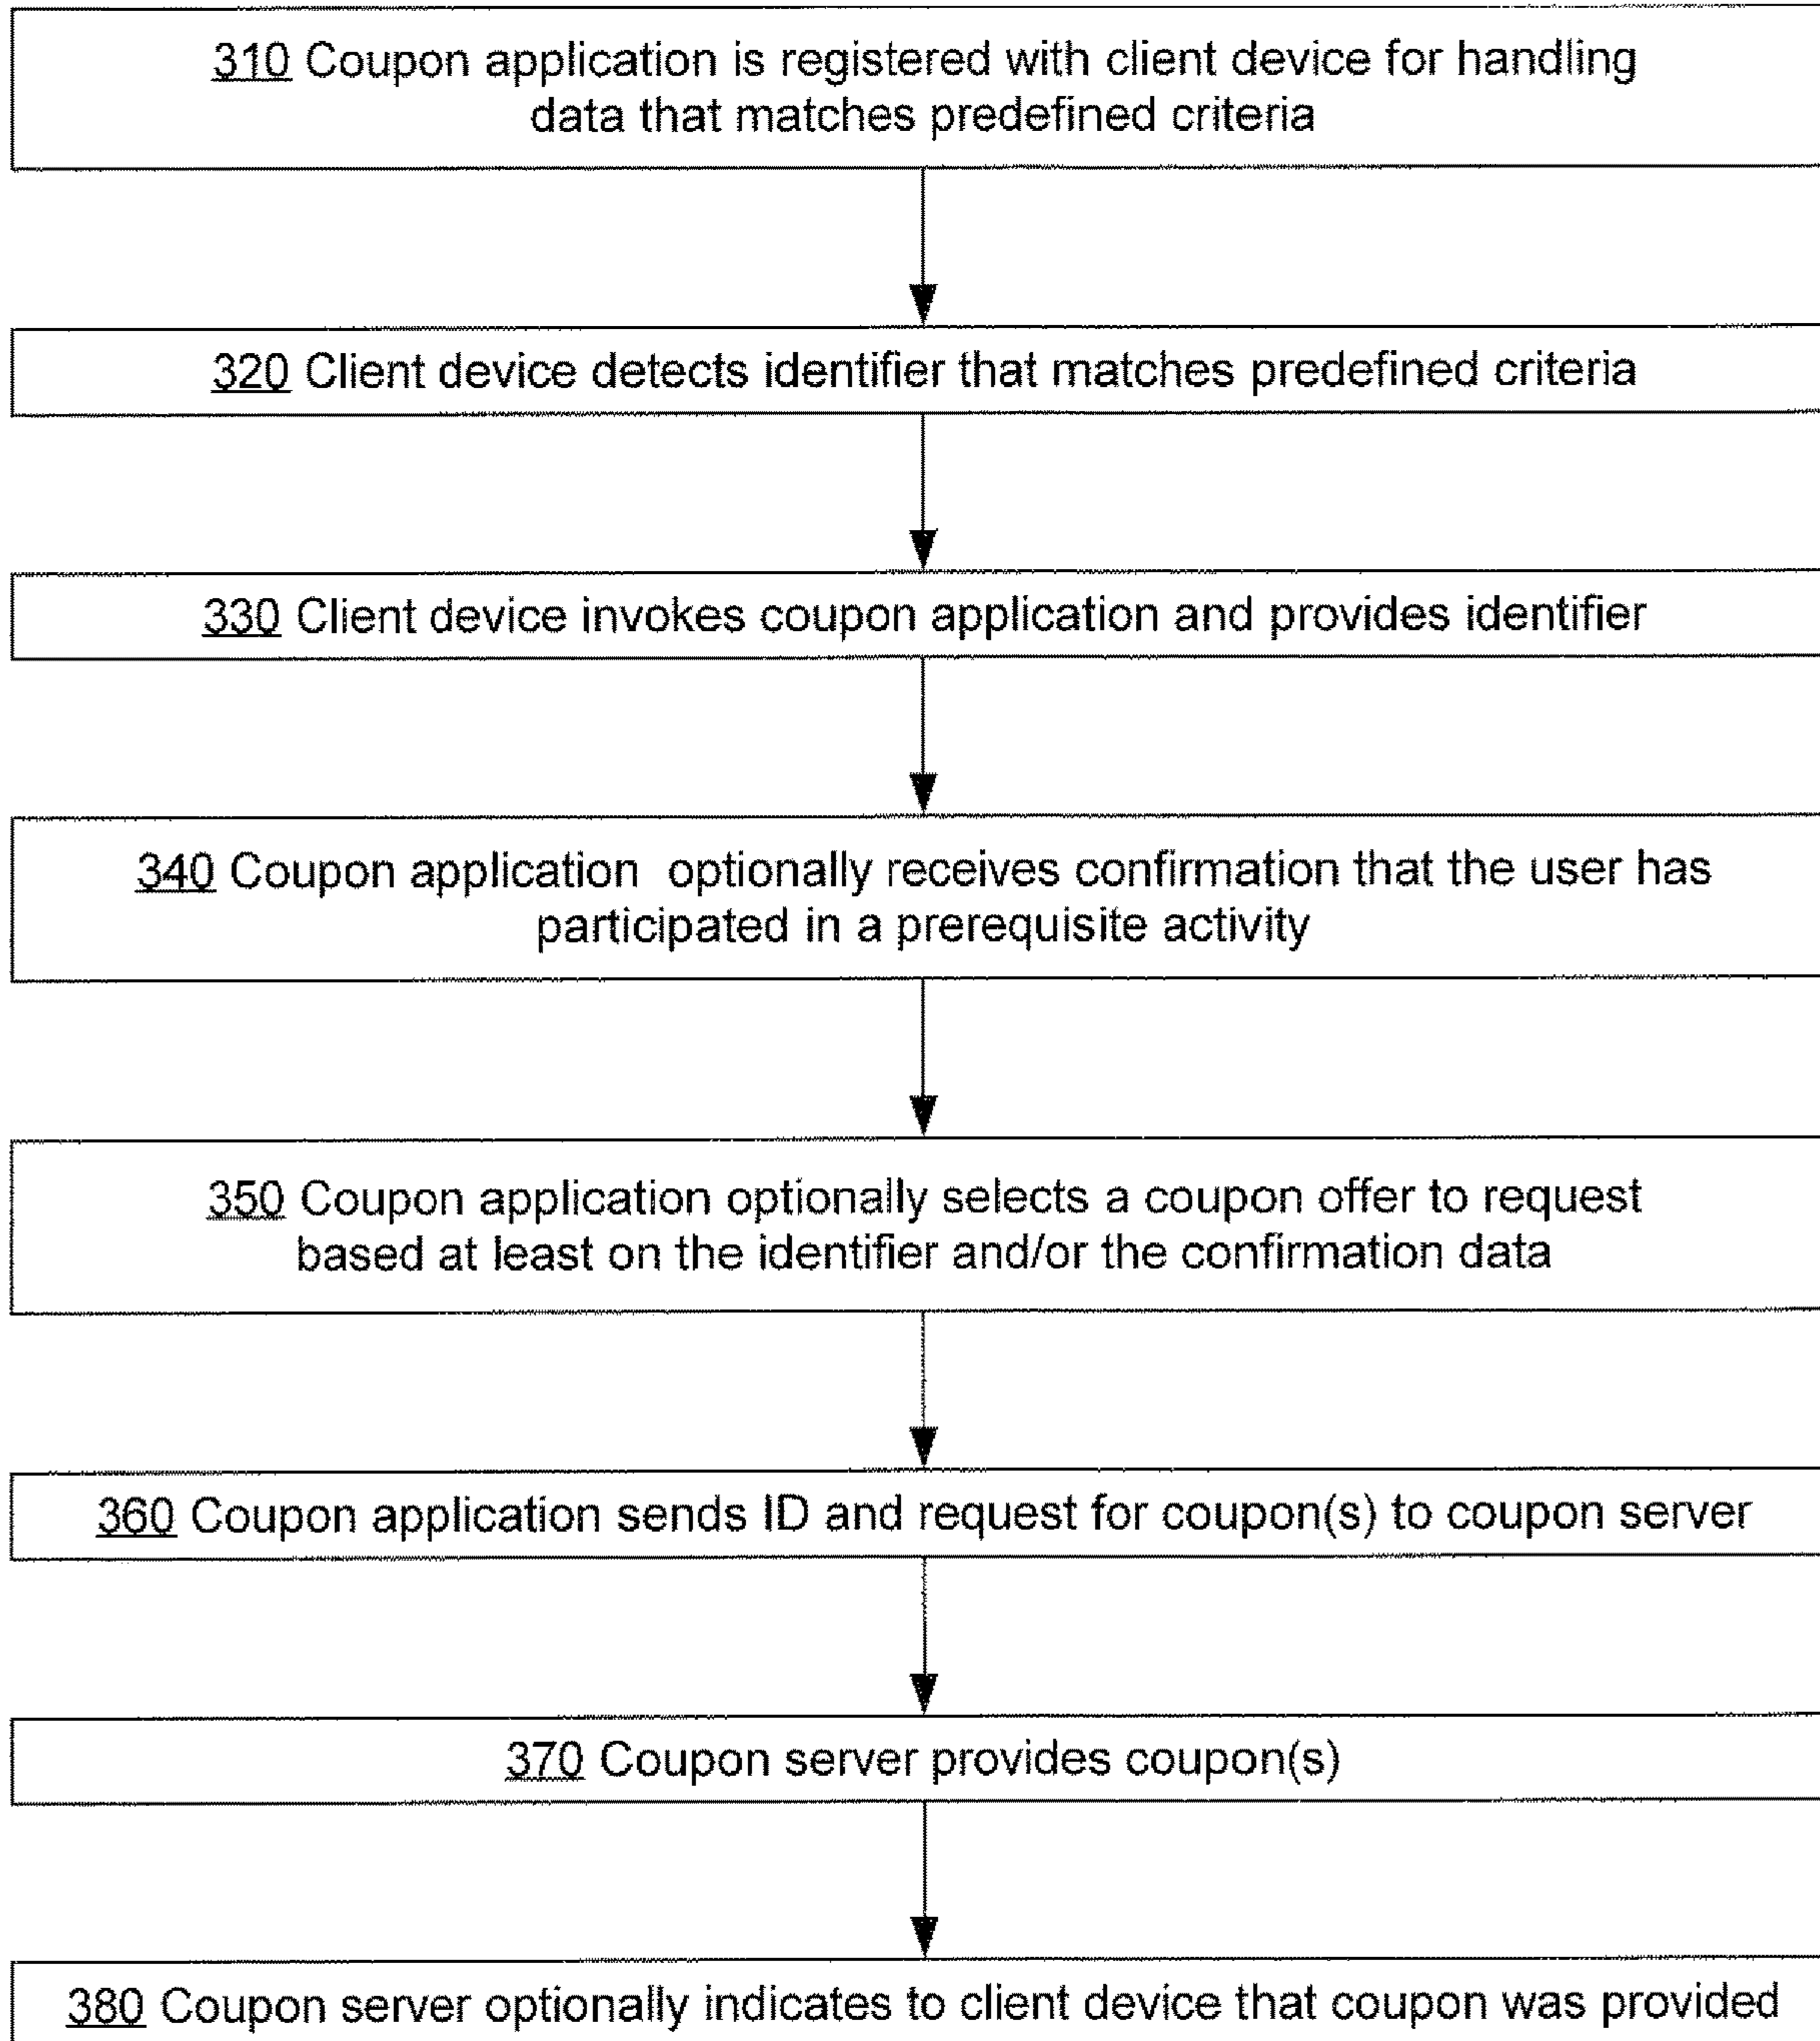 310 Coupon application is registered with client device for handling
data that matches predefined criteria
320 Client device detects identifier that matches predefined criteria
330 Client device invokes coupon application and provides identifier
340 Coupon application optionally receives confirmation that the user has
participated in a prerequisite activity
350 Coupon application optionally selects a coupon offer to request
based at least on the identifier and/or the confirmation data
360 Coupon application sends ID and request for coupon(s) to coupon server
370 Coupon server provides coupon(s)
380 Coupon server optionally indicates to client device that coupon was provided